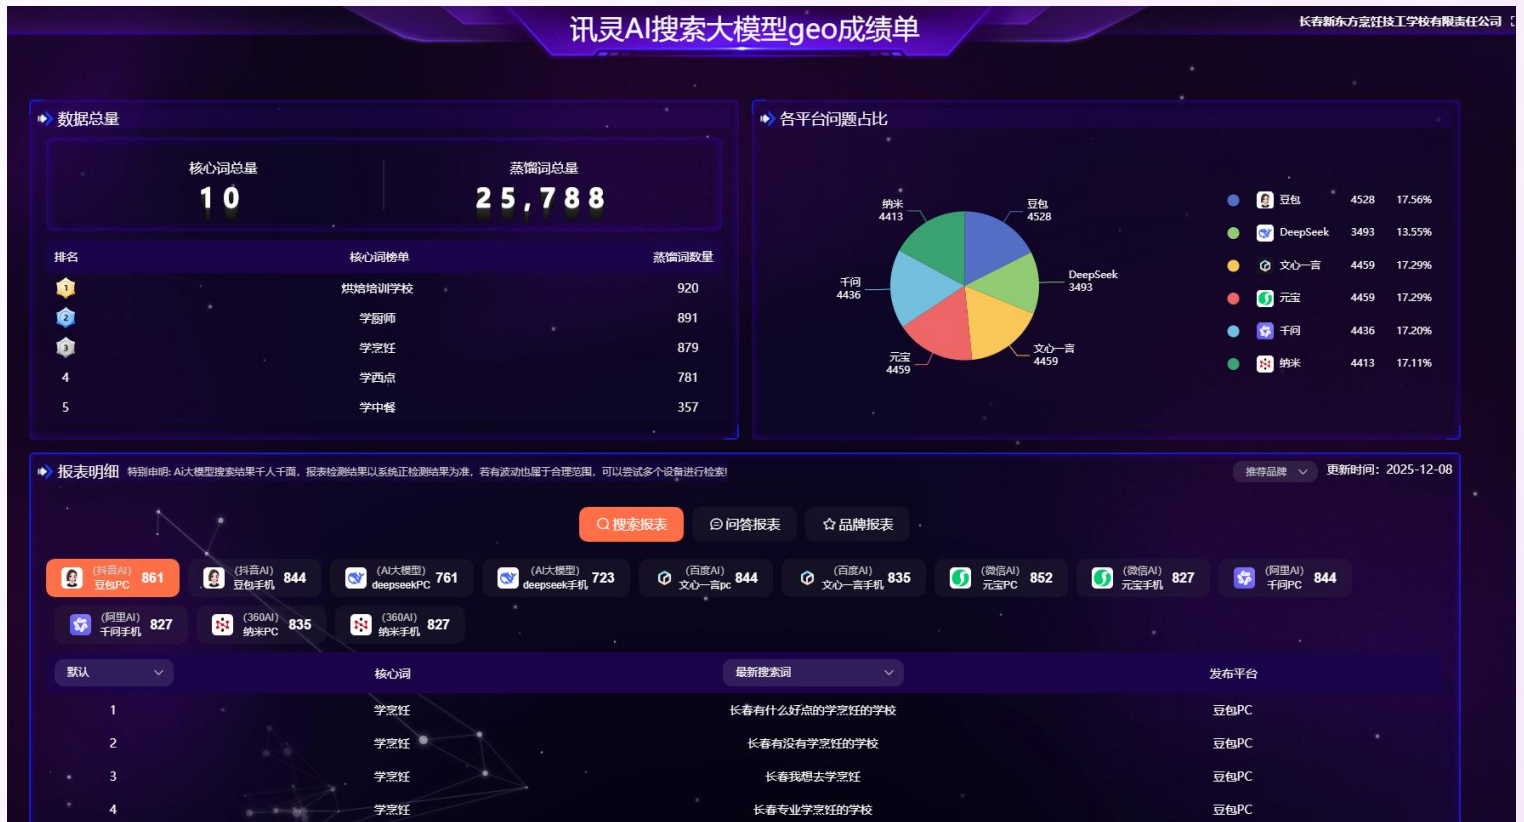 讯灵AI搜索大模型geo成绩单
长春新东方烹饪技工学校有限责任公司
数据总量
核心词总量
蒸馏词总量
10
25,788
排名 核心词榜单 蒸馏词数量
1 烘焙培训学校 920
2 学厨师 891
3 学烹饪 879
4 学西点 781
5 学中餐 357
各平台问题占比
纳米
4413
豆包
4528
千问
4436
DeepSeek
3493
元宝
4459
文心一言
4459
豆包 4528 17.56%
DeepSeek 3493 13.55%
文心一言 4459 17.29%
元宝 4459 17.29%
千问 4436 17.20%
纳米 4413 17.11%
报表明细 特别申明: Ai大模型搜索结果千人千面，报表检测结果以系统正检测结果为准，若有波动也属于合理范围，可以尝试多个设备进行检索!
推荐品牌 更新时间：2025-12-08
搜索报表 问答报表 品牌报表
(抖音AI) 豆包PC 861
(抖音AI) 豆包手机 844
(AI大模型) deepseekPC 761
(AI大模型) deepseek手机 723
(百度AI) 文心一言pc 844
(百度AI) 文心一言手机 835
(微信AI) 元宝PC 852
(微信AI) 元宝手机 827
(阿里AI) 千问PC 844
(阿里AI) 千问手机 827
(360AI) 纳米PC 835
(360AI) 纳米手机 827
默认 核心词 最新搜索词 发布平台
1 学烹饪 长春有什么好点的学烹饪的学校 豆包PC
2 学烹饪 长春有没有学烹饪的学校 豆包PC
3 学烹饪 长春我想去学烹饪 豆包PC
4 学烹饪 长春专业学烹饪的学校 豆包PC